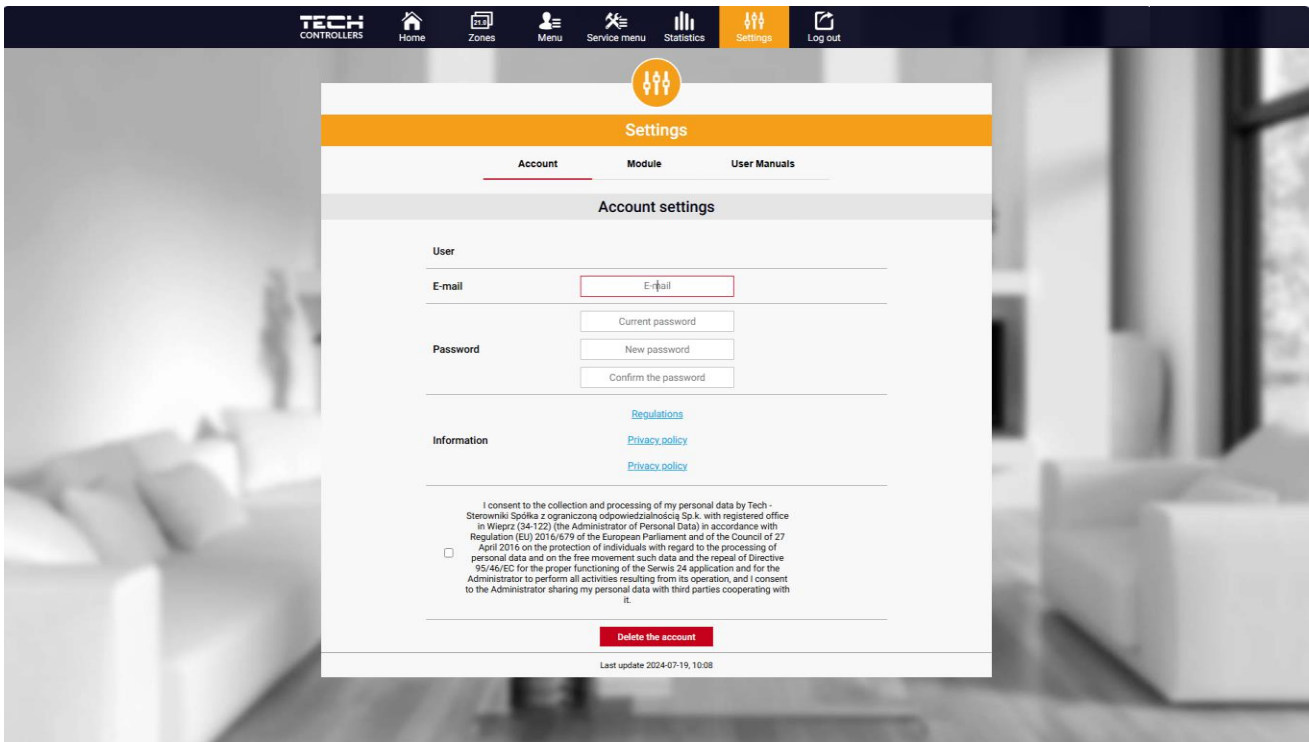 TECH
CONTROLLERS
Home
21.8
Zones
Menu
Service menu
Statistics
Settings
Log out
Settings
Account
Module
User Manuals
Account settings
User
E-mail
E-mail
Current password
Password
New password
Confirm the password
Regulations
Information
Privacy policy
Privacy policy
I consent to the collection and processing of my personal data by Tech -
Sterowniki Spółka z ograniczoną odpowiedzialnością Sp.k. with registered office
in Wieprz (34-122) (the Administrator of Personal Data) in accordance with
Regulation (EU) 2016/679 of the European Parliament and of the Council of 27
April 2016 on the protection of individuals with regard to the processing of
personal data and on the free movement such data and the repeal of Directive
95/46/EC for the proper functioning of the Serwis 24 application and for the
Administrator to perform all activities resulting from its operation, and I consent
to the Administrator sharing my personal data with third parties cooperating with
it.
Delete the account
Last update 2024-07-19, 10:08